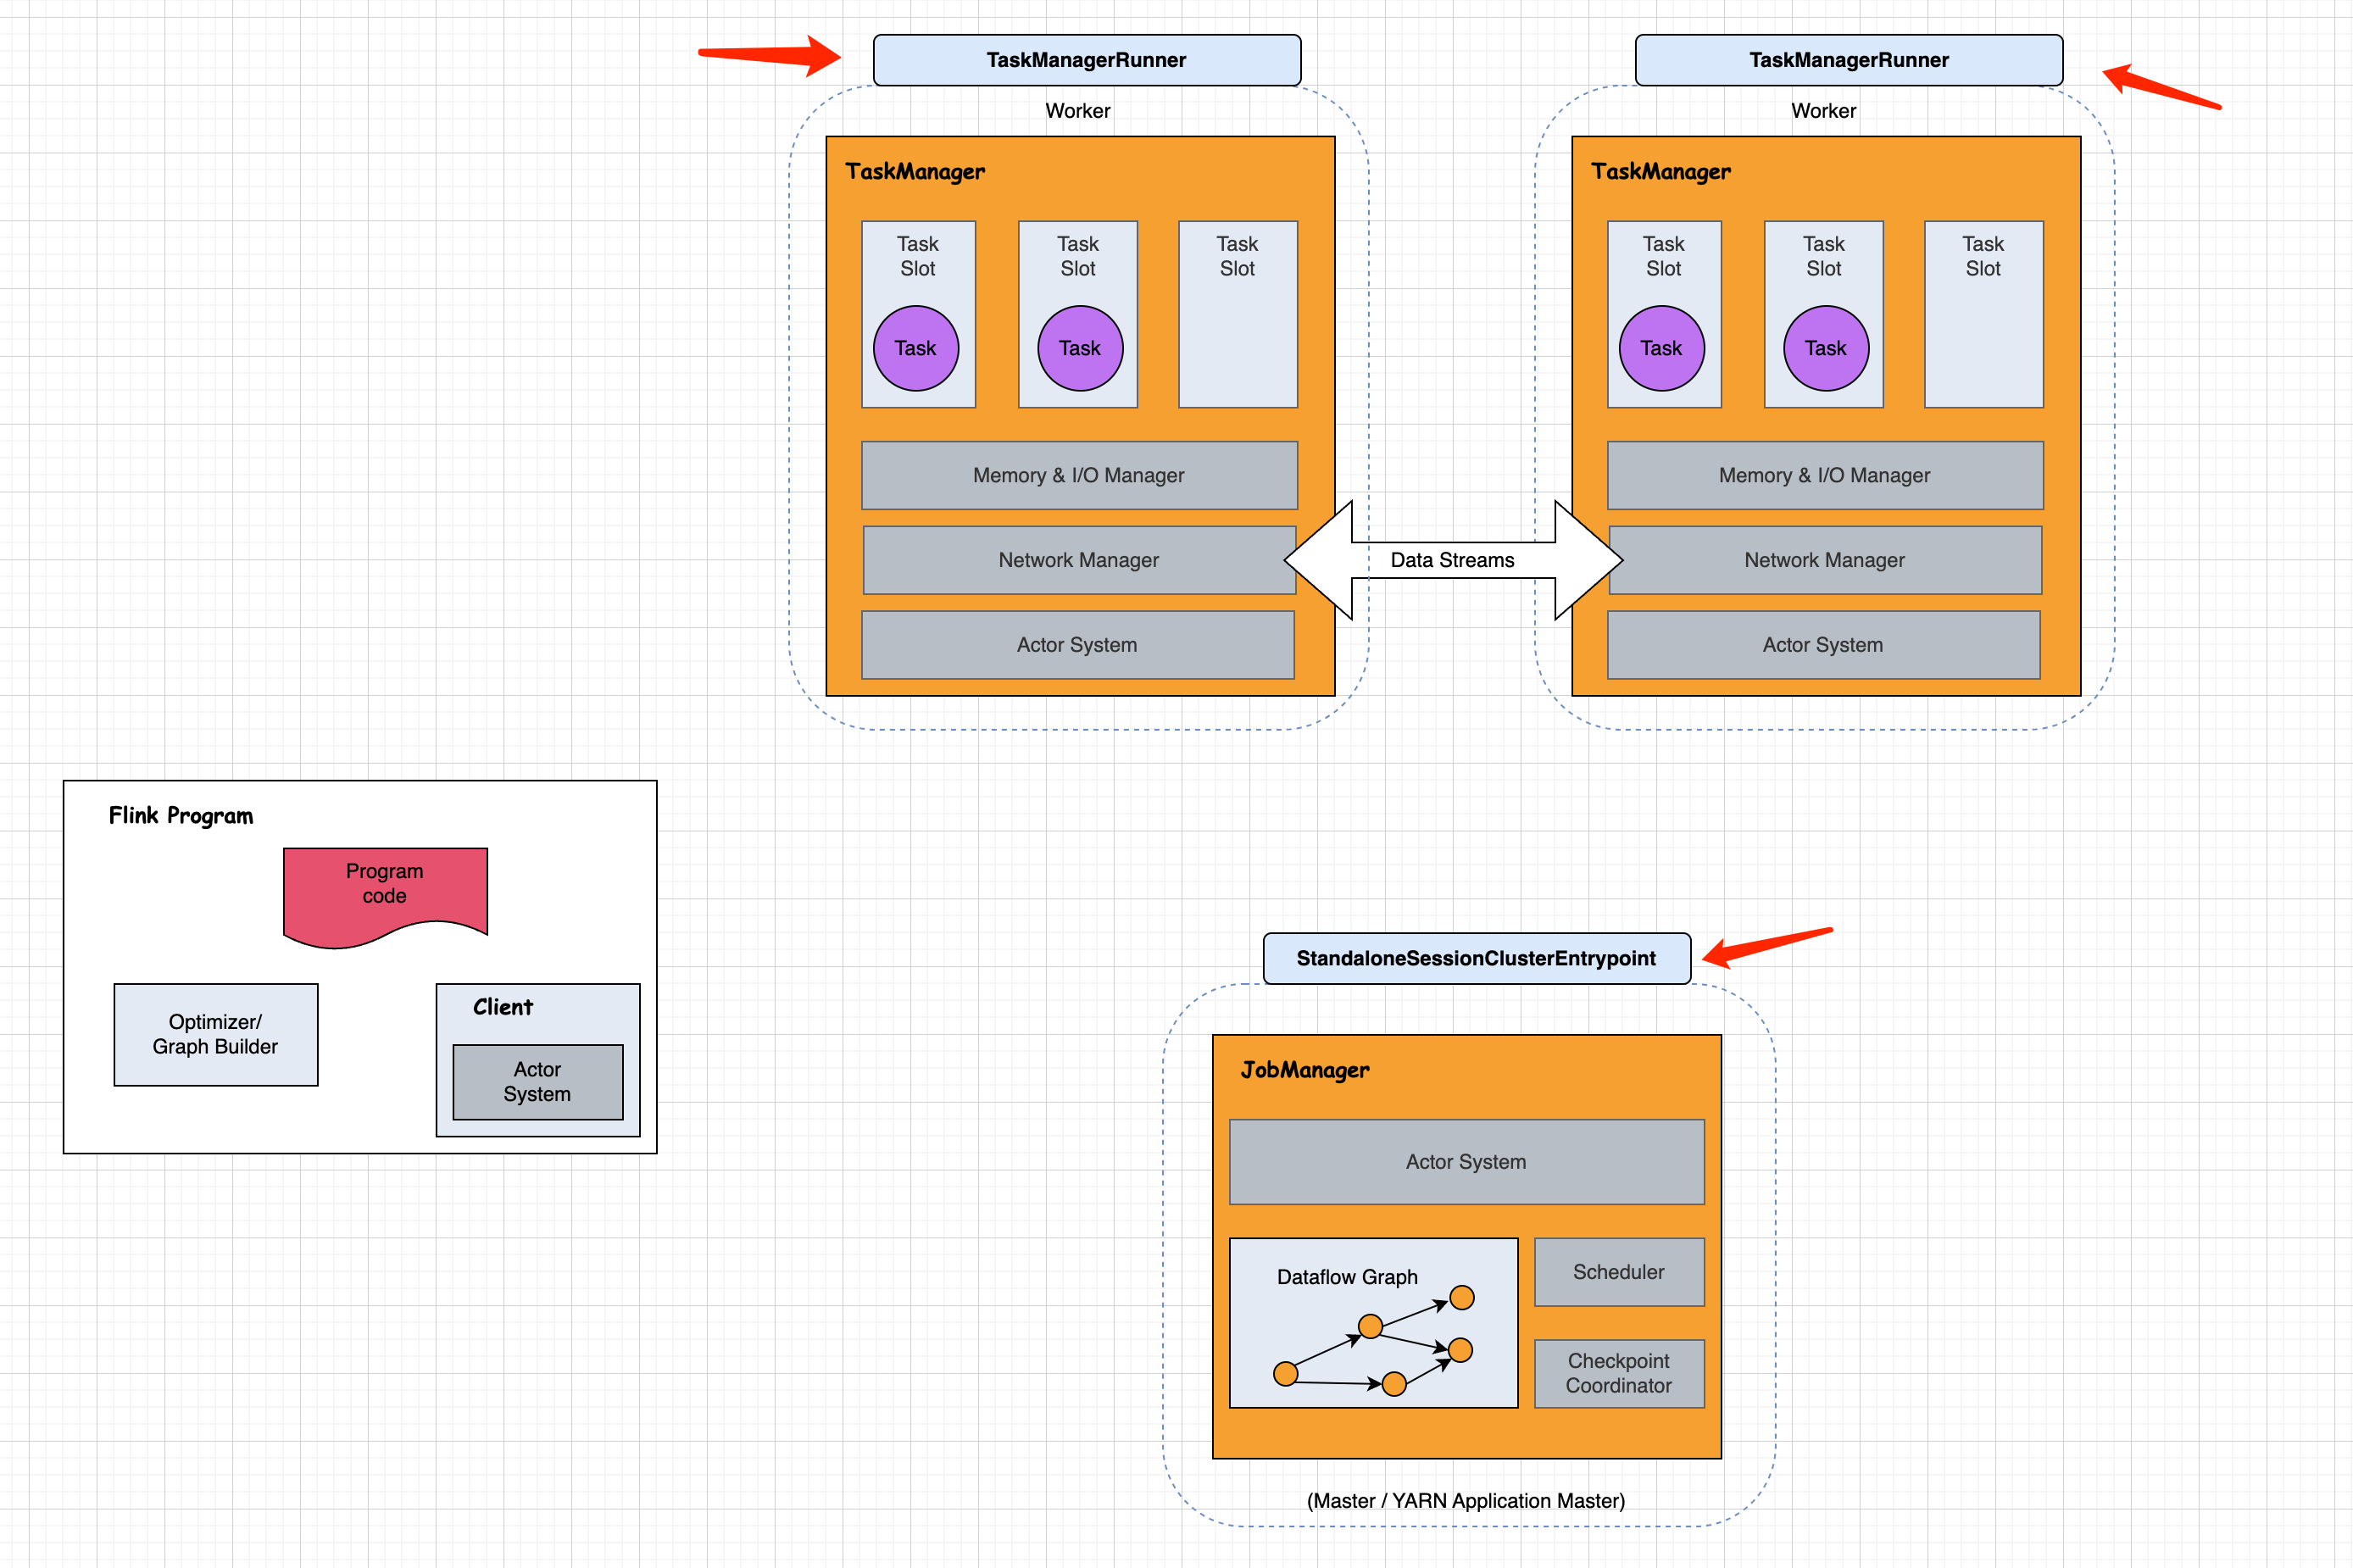 TaskManagerRunner
Worker
TaskManager
Task
Slot
Task
Slot
Task
Slot
Task
Task
Memory & I/O Manager
Network Manager
Actor System
Data Streams
TaskManagerRunner
Worker
TaskManager
Task
Slot
Task
Slot
Task
Slot
Task
Task
Memory & I/O Manager
Network Manager
Actor System
Flink Program
Program
code
Optimizer/
Graph Builder
Client
Actor
System
StandaloneSessionClusterEntrypoint
JobManager
Actor System
Dataflow Graph
Scheduler
Checkpoint
Coordinator
(Master / YARN Application Master)